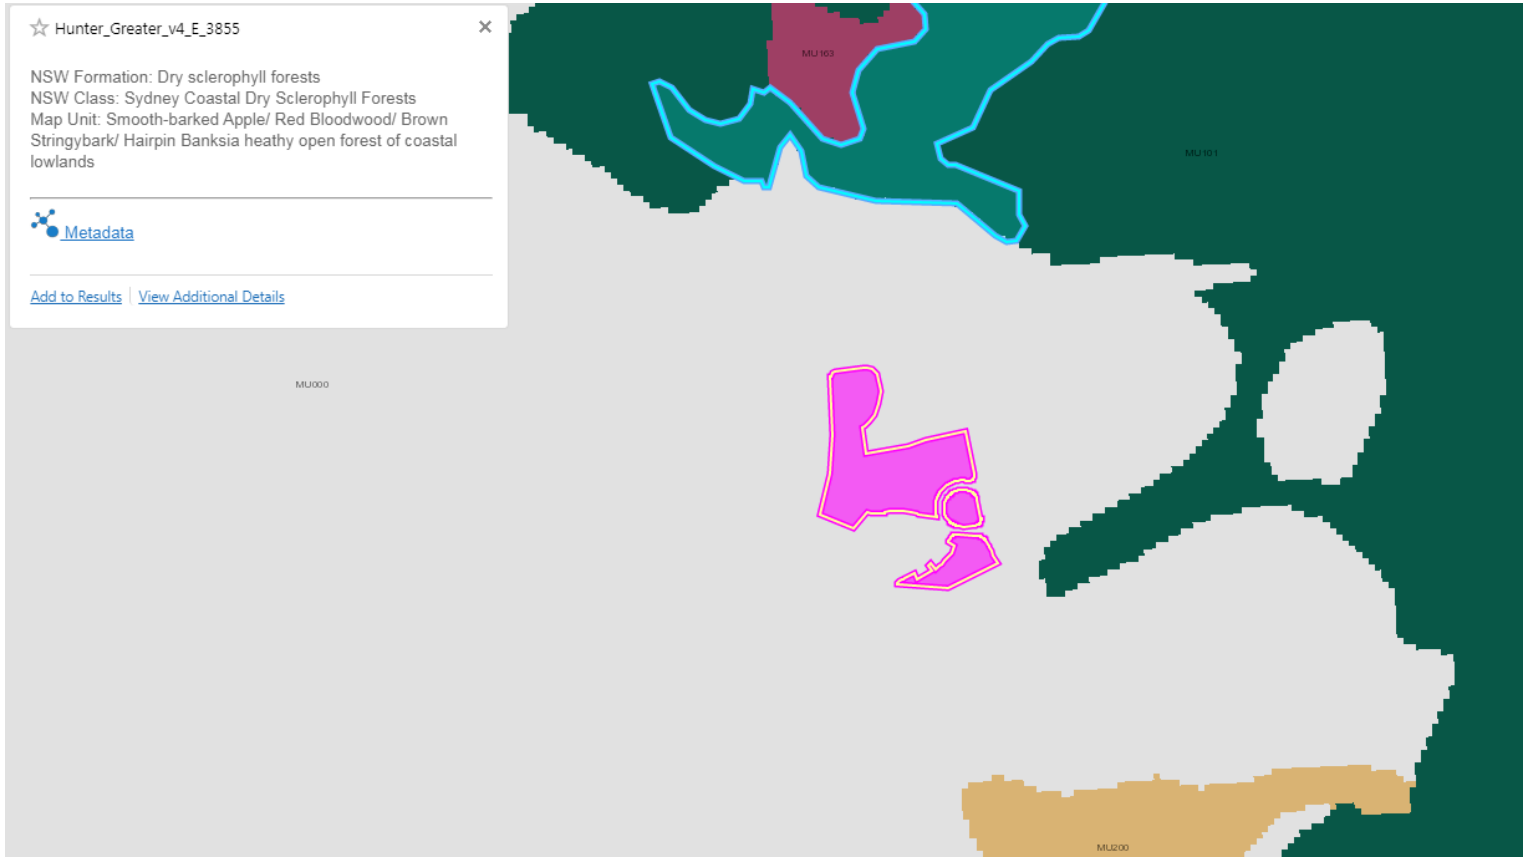 Hunter_Greater_v4_E_3855
NSW Formation: Dry sclerophyll forests
NSW Class: Sydney Coastal Dry Sclerophyll Forests
Map Unit: Smooth-barked Apple/ Red Bloodwood/ Brown
Stringybark/ Hairpin Banksia heathy open forest of coastal
lowlands
Metadata
Add to Results View Additional Details
MU163
MU101
MU000
MU200